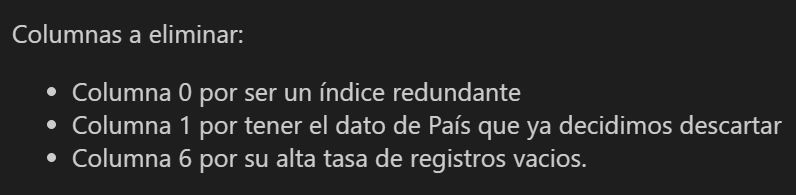 Columnas a eliminar:
• Columna 0 por ser un índice redundante
• Columna 1 por tener el dato de País que ya decidimos descartar
• Columna 6 por su alta tasa de registros vacios.